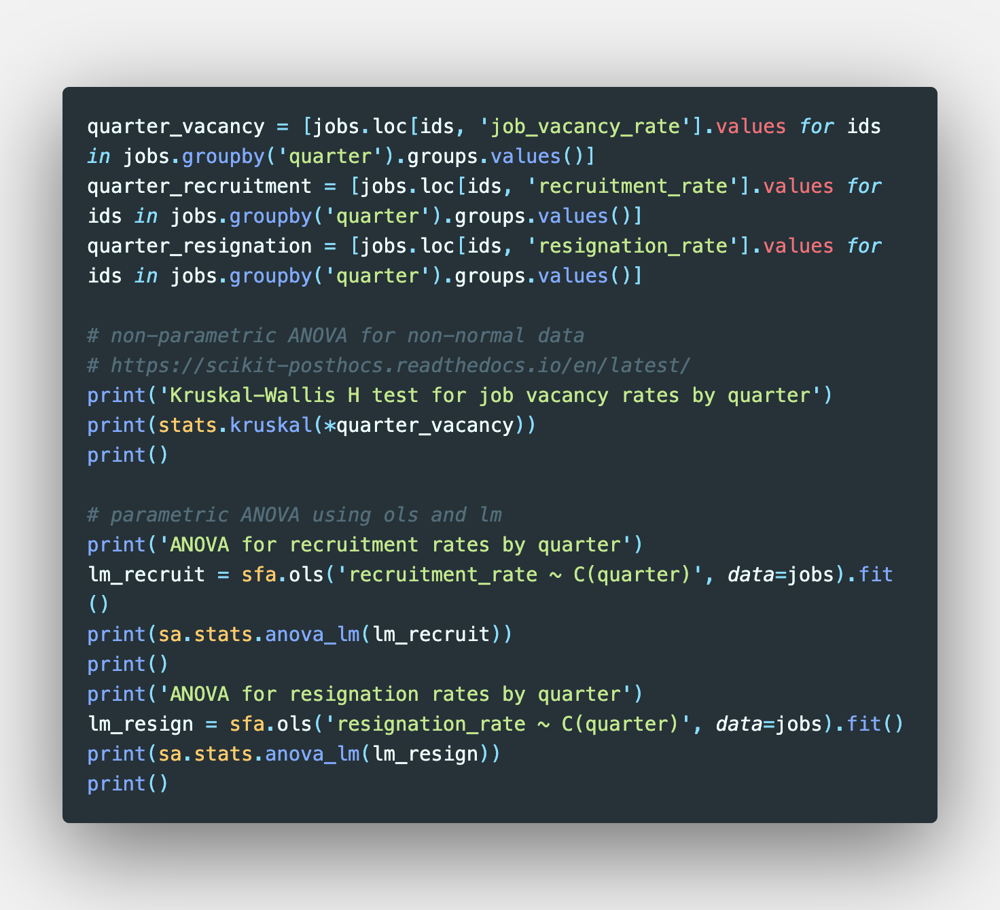 quarter_vacancy = [jobs.loc[ids, 'job_vacancy_rate'].values for ids
in jobs.groupby('quarter').groups.values()]
quarter_recruitment = [jobs.loc[ids, 'recruitment_rate'].values for
ids in jobs.groupby('quarter').groups.values()]
quarter_resignation = [jobs.loc[ids, 'resignation_rate'].values for
ids in jobs.groupby('quarter').groups.values()]

# non-parametric ANOVA for non-normal data
# https://scikit-posthocs.readthedocs.io/en/latest/
print('Kruskal-Wallis H test for job vacancy rates by quarter')
print(stats.kruskal(*quarter_vacancy))
print()

# parametric ANOVA using ols and lm
print('ANOVA for recruitment rates by quarter')
lm_recruit = sfa.ols('recruitment_rate ~ C(quarter)', data=jobs).fit
()
print(sa.stats.anova_lm(lm_recruit))
print()
print('ANOVA for resignation rates by quarter')
lm_resign = sfa.ols('resignation_rate ~ C(quarter)', data=jobs).fit()
print(sa.stats.anova_lm(lm_resign))
print()